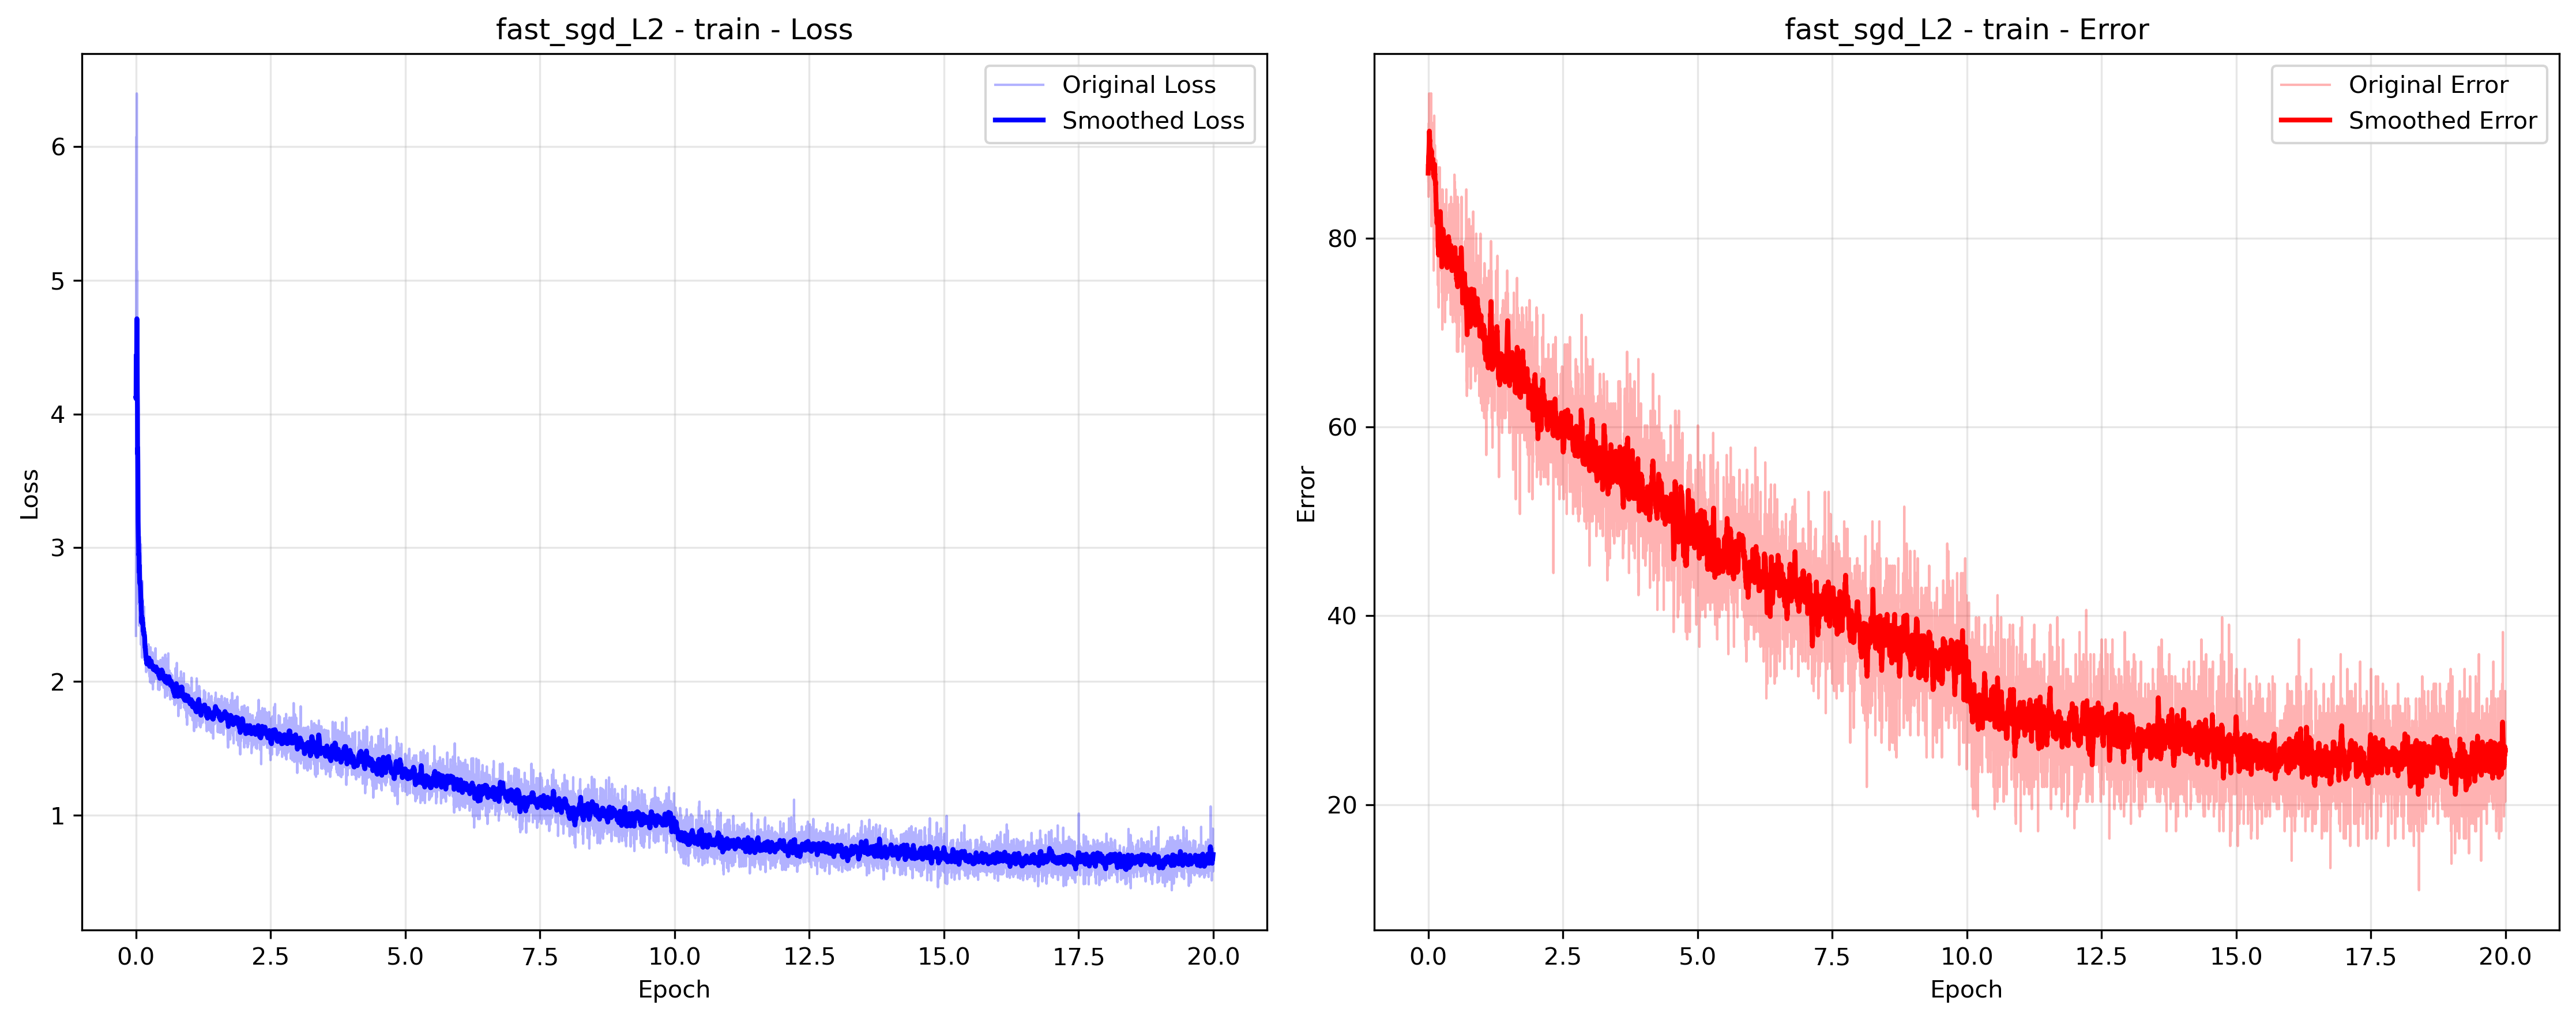 fast_sgd_L2 - train - Loss
Original Loss
Smoothed Loss
6
5
4
3
2
1
Loss
0.0 2.5 5.0 7.5 10.0 12.5 15.0 17.5 20.0
Epoch
fast_sgd_L2 - train - Error
Original Error
Smoothed Error
80
60
40
20
Error
0.0 2.5 5.0 7.5 10.0 12.5 15.0 17.5 20.0
Epoch